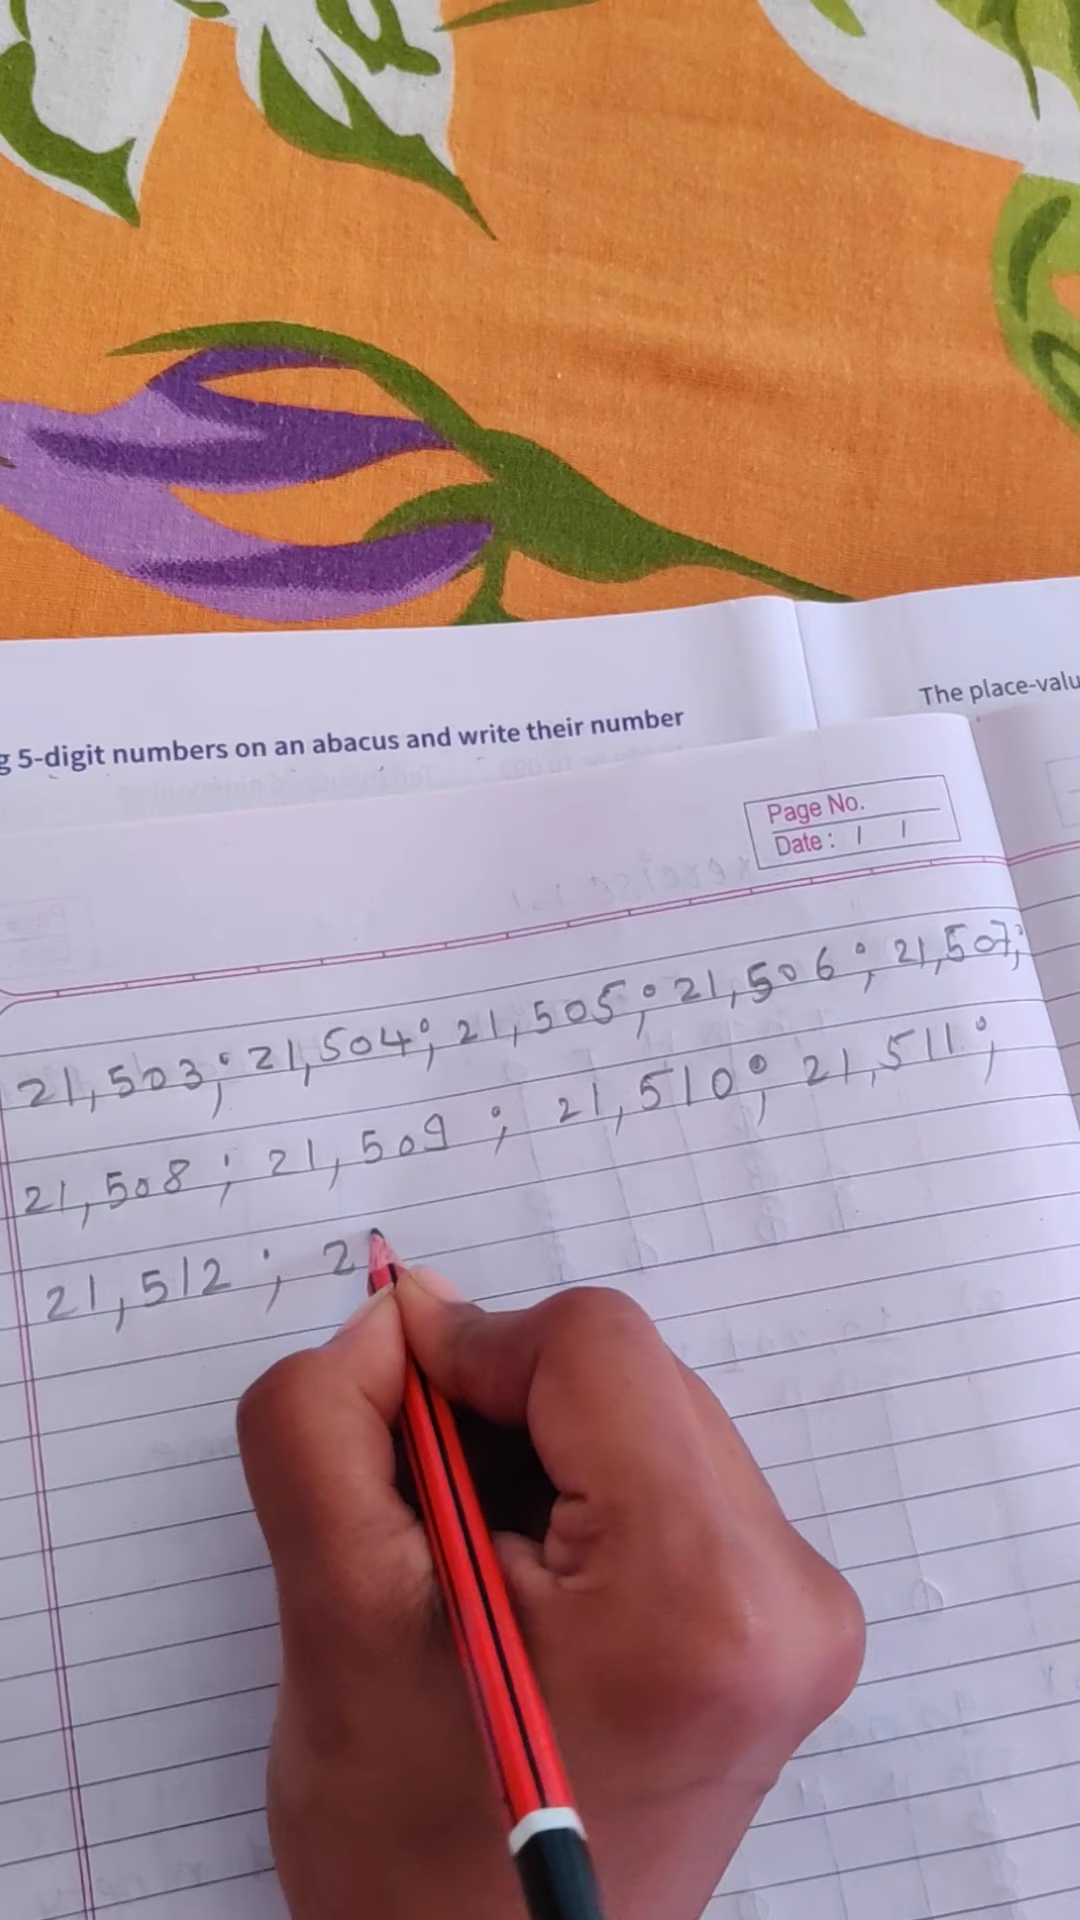 g 5-digit numbers on an abacus and write their number
The place-valu
Page No.
Date: / /
21,503; 21,504; 21,505; 21,506; 21,507;
21,508; 21,509; 21,510; 21,511;
21,512; 2